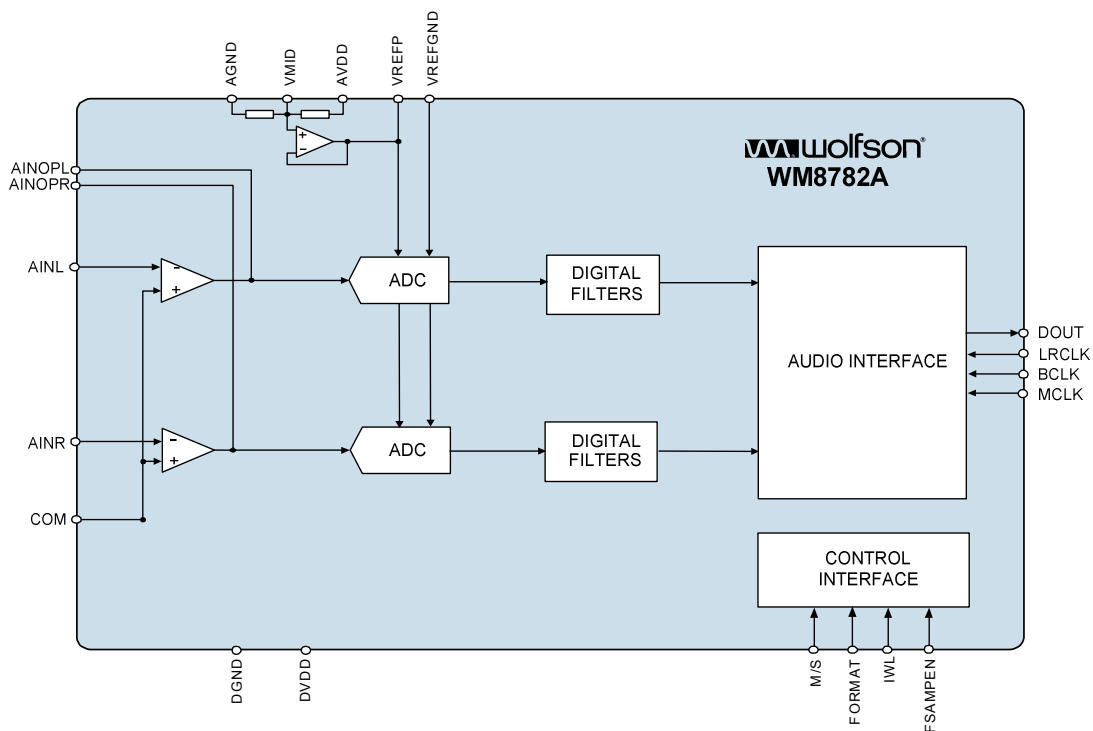 AGND
VMID
AVDD
VREFP
VREFGND
wolfson®
WM8782A
AINOPL
AINOPR
+
-
AINL
-
+
ADC
DIGITAL
FILTERS
AUDIO INTERFACE
DOUT
LRCLK
BCLK
MCLK
AINR
-
+
ADC
DIGITAL
FILTERS
COM
CONTROL
INTERFACE
DGND
DVDD
M/S
FORMAT
IWL
FSAMPEN